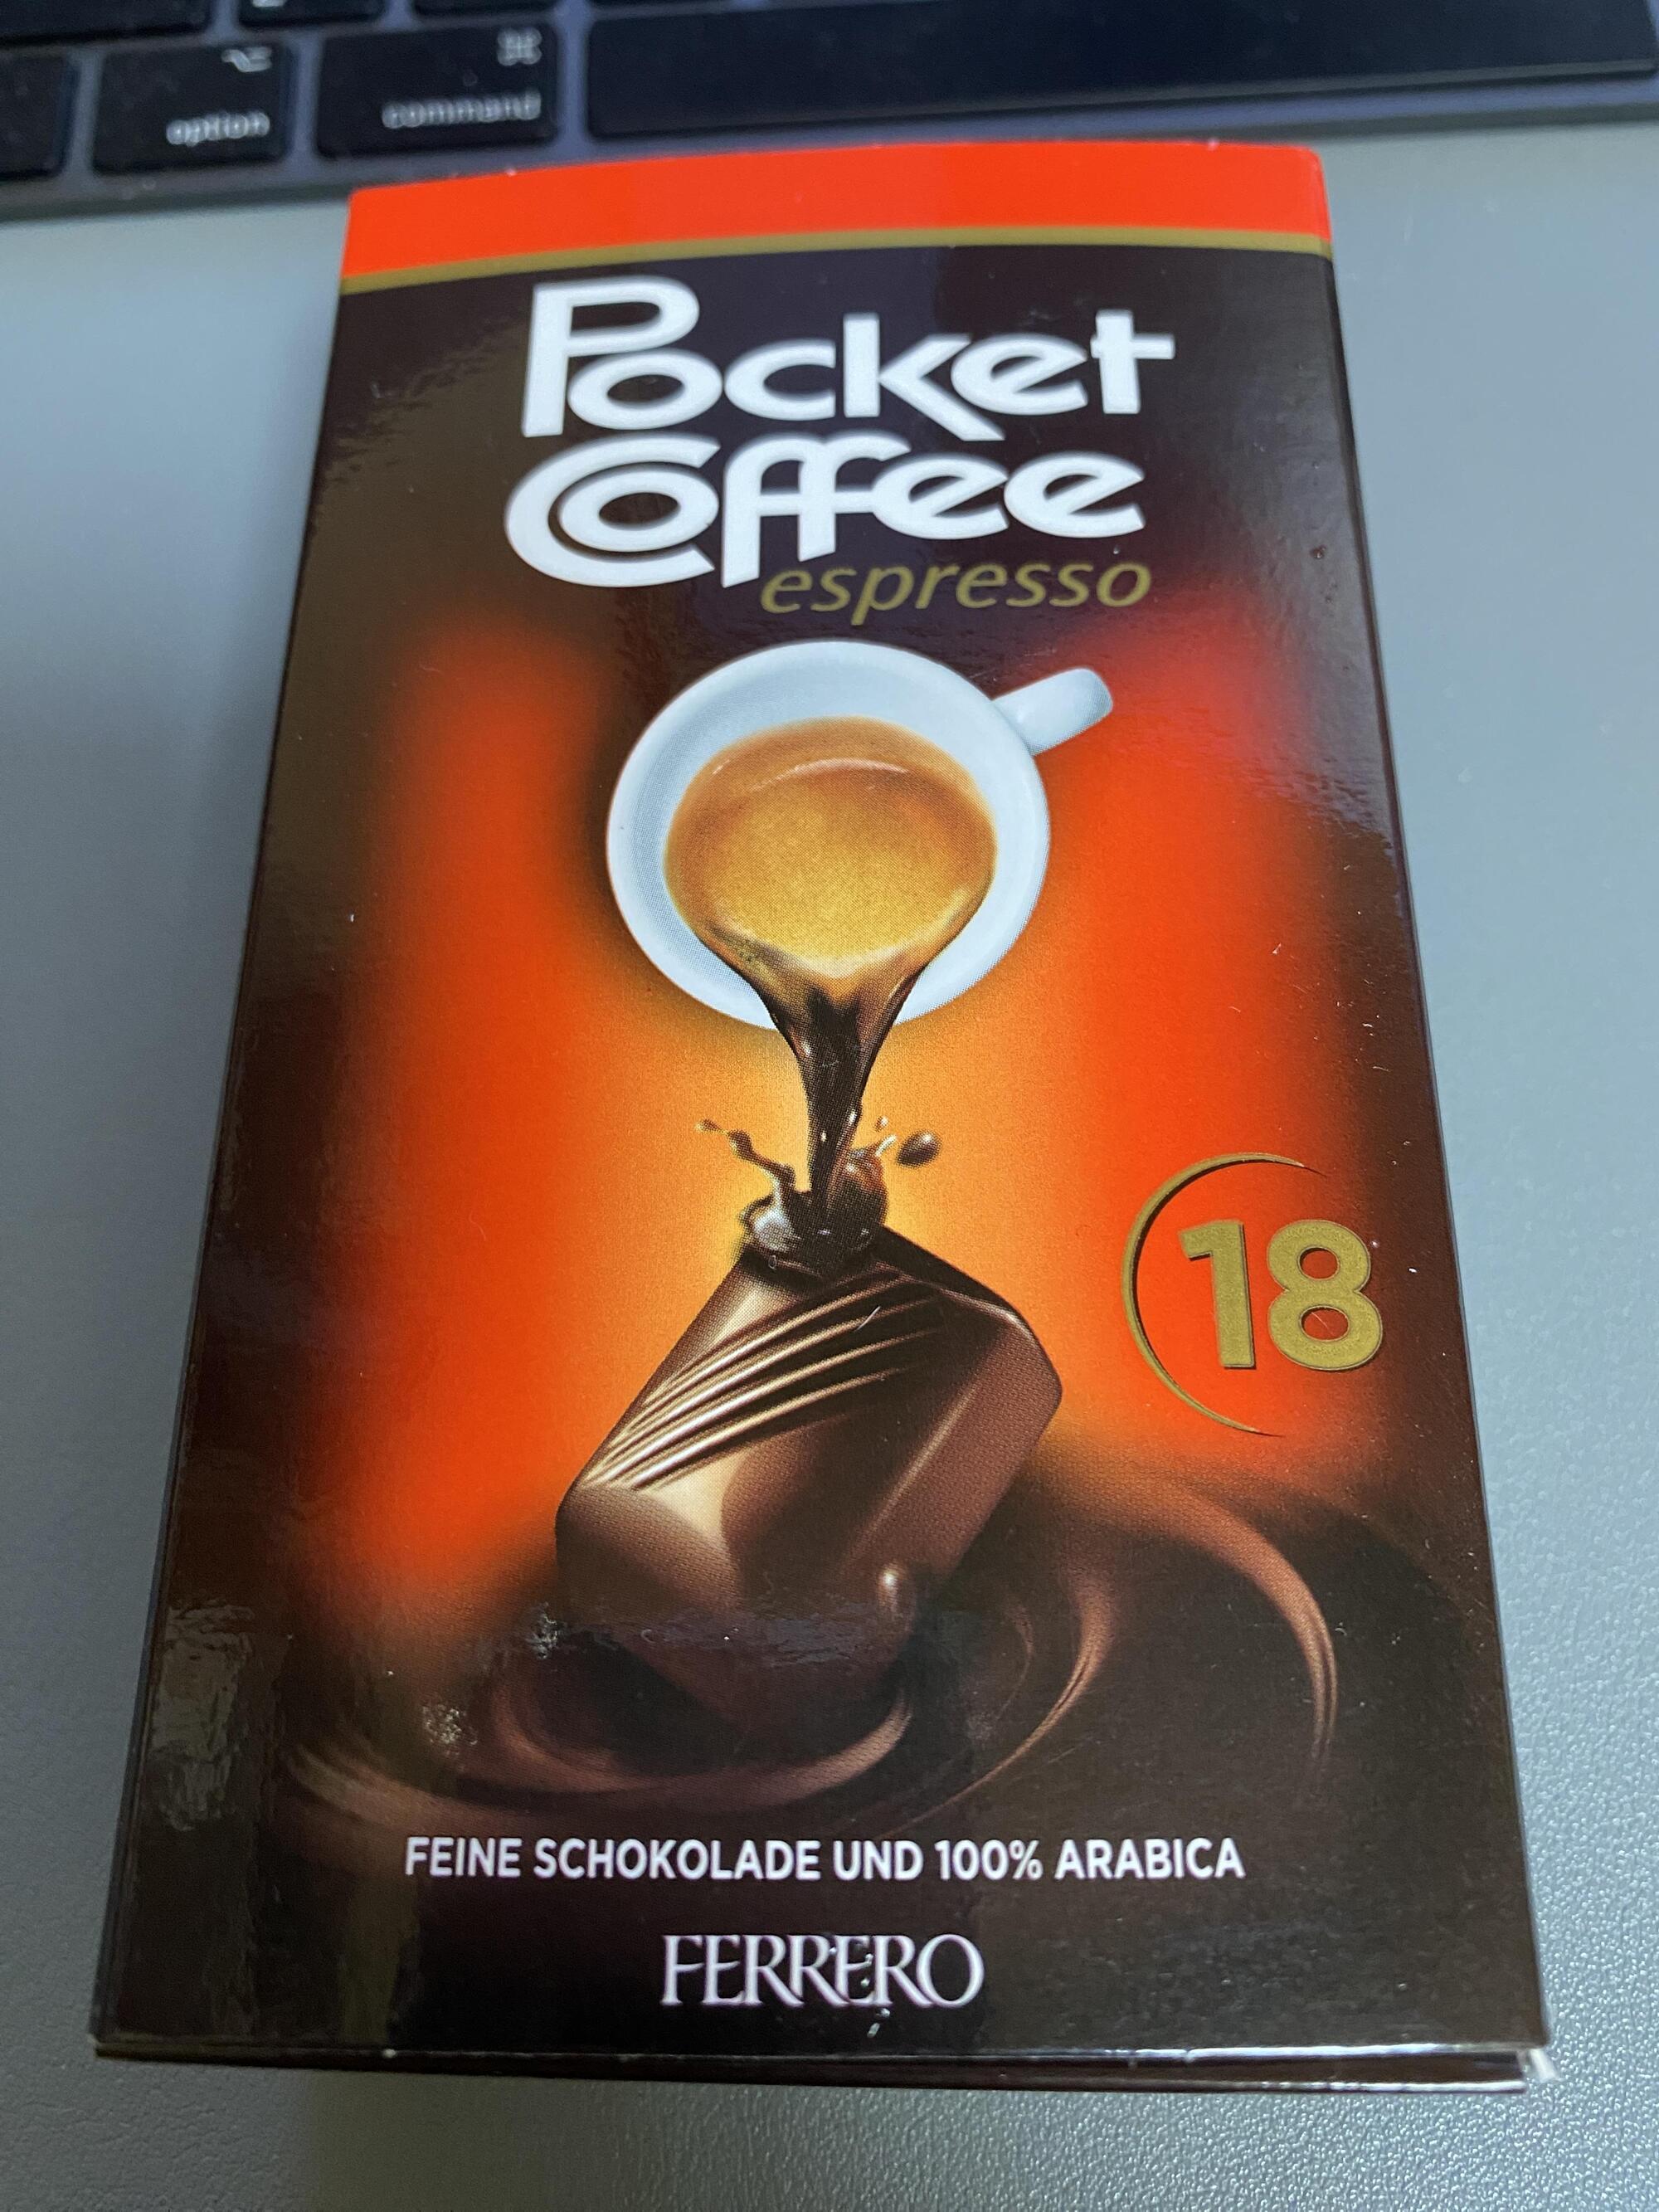 ⌥
⌘
option
command
Pocket
Coffee
espresso
18
FEINE SCHOKOLADE UND 100% ARABICA
FERRERO